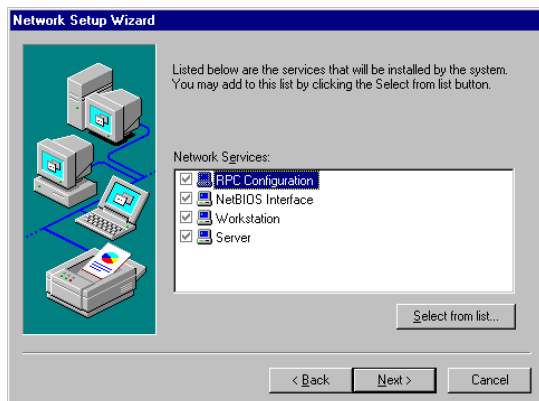 Network Setup Wizard
Listed below are the services that will be installed by the system.
You may add to this list by clicking the Select from list button.
Network Services:
RPC Configuration
NetBIOS Interface
Workstation
Server
Select from list...
< Back
Next >
Cancel